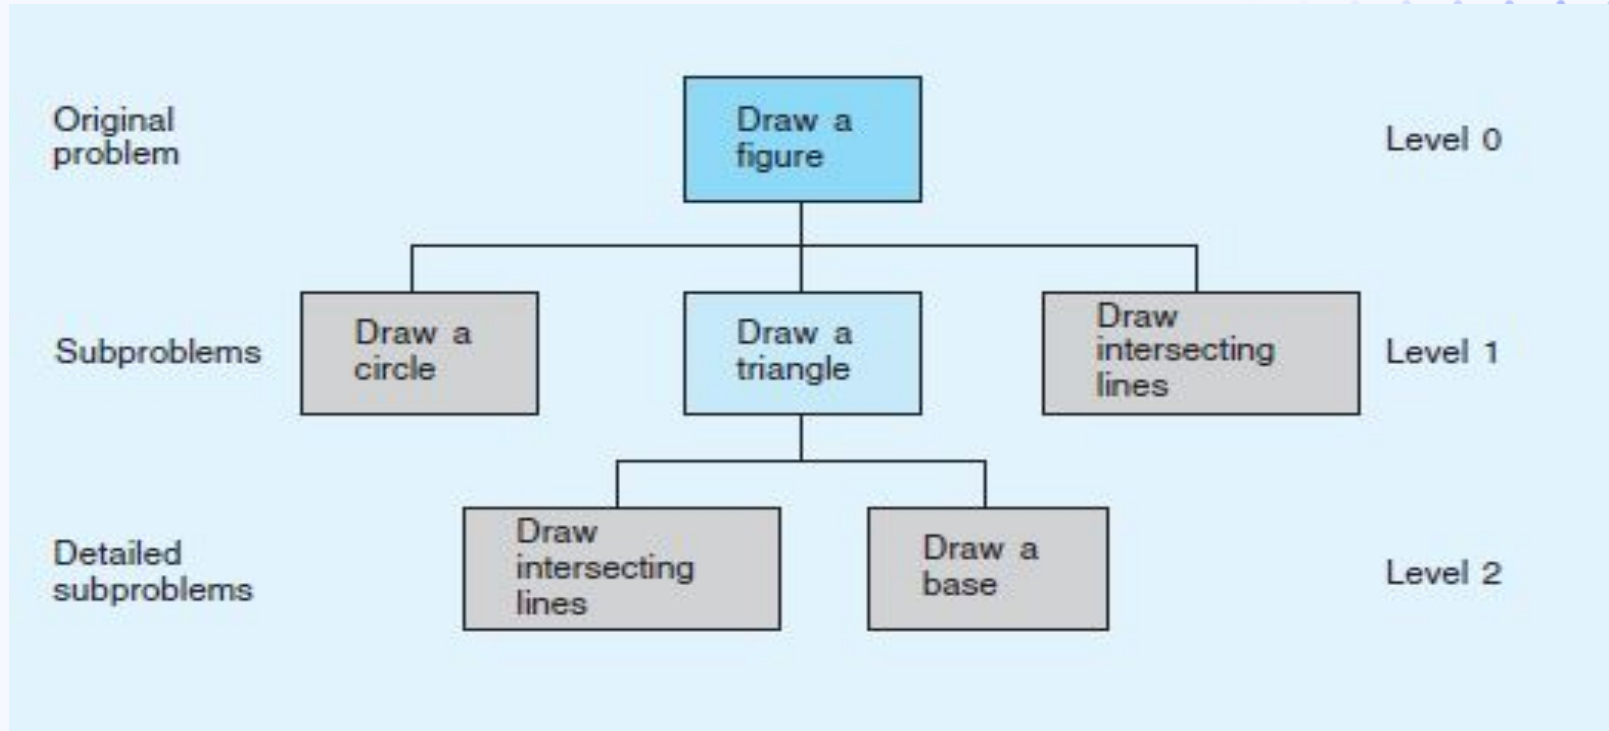 Original
problem
Draw a
figure
Level 0
Subproblems
Draw a
circle
Draw a
triangle
Draw
intersecting
lines
Level 1
Detailed
subproblems
Draw
intersecting
lines
Draw a
base
Level 2